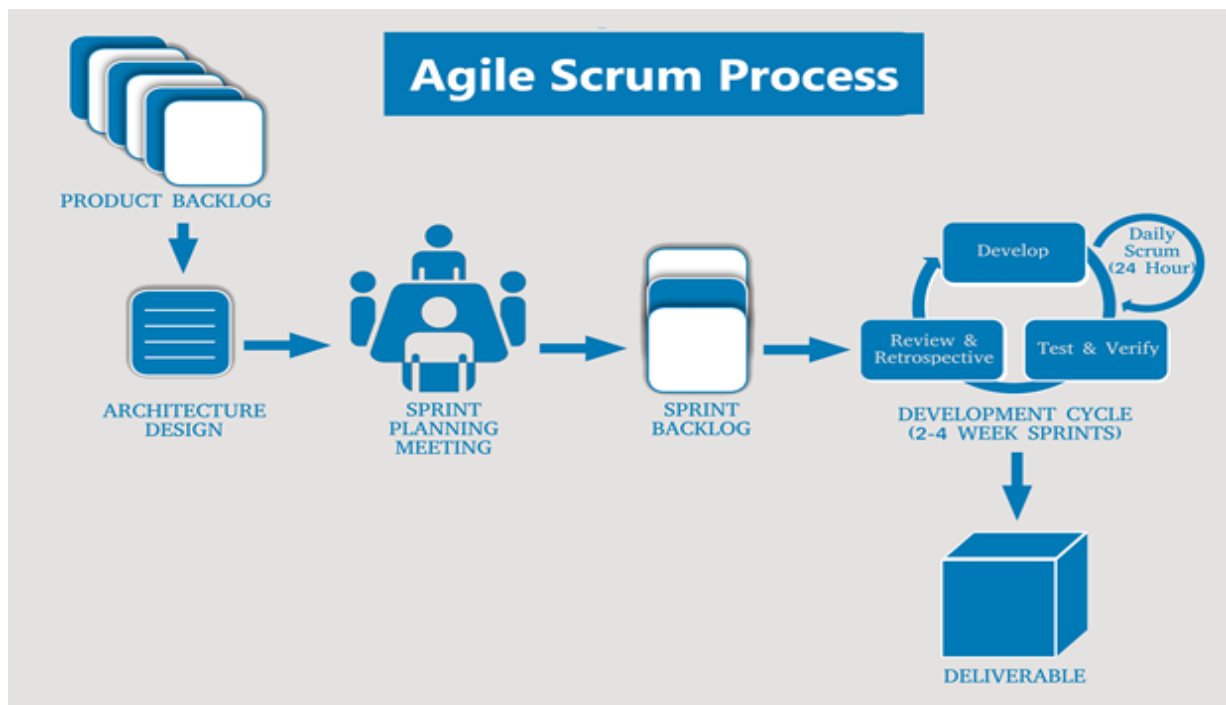 Agile Scrum Process
PRODUCT BACKLOG
ARCHITECTURE
DESIGN
SPRINT
PLANNING
MEETING
SPRINT
BACKLOG
Develop
Daily
Scrum
(24 Hour)
Review &
Retrospective
Test & Verify
DEVELOPMENT CYCLE
(2-4 WEEK SPRINTS)
DELIVERABLE